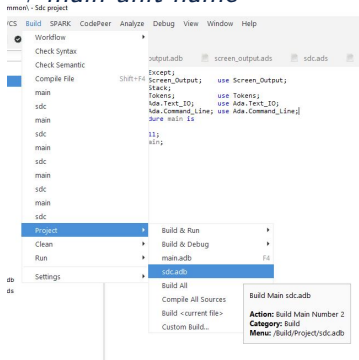 main unit name
mmon\ - Sdc project
/CS Build SPARK CodePeer Analyze Debug View Window Help
Workflow
Check Syntax
Check Semantic
Compile File Shift+F4
main
sdc
main
sdc
main
sdc
main
sdc
main
sdc
Project
Clean
Run
Settings
output.adb screen_output.ads sdc.ads
Except;
Screen_Output; use Screen_Output;
Stack;
Tokens; use Tokens;
Ada.Text_IO; use Ada.Text_IO;
Ada.Command_Line; use Ada.Command_Line;
dure main is
ll;
Build & Run
Build & Debug
main.adb F4
sdc.adb
Build All
Compile All Sources
Build <current file>
Custom Build...
db
ds
Build Main sdc.adb
Action: Build Main Number 2
Category: Build
Menu: /Build/Project/sdc.adb